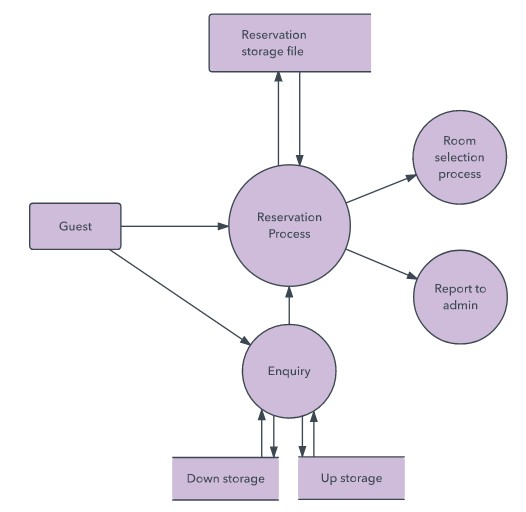 Reservation
storage file
Room
selection
process
Guest
Reservation
Process
Report to
admin
Enquiry
Down storage
Up storage